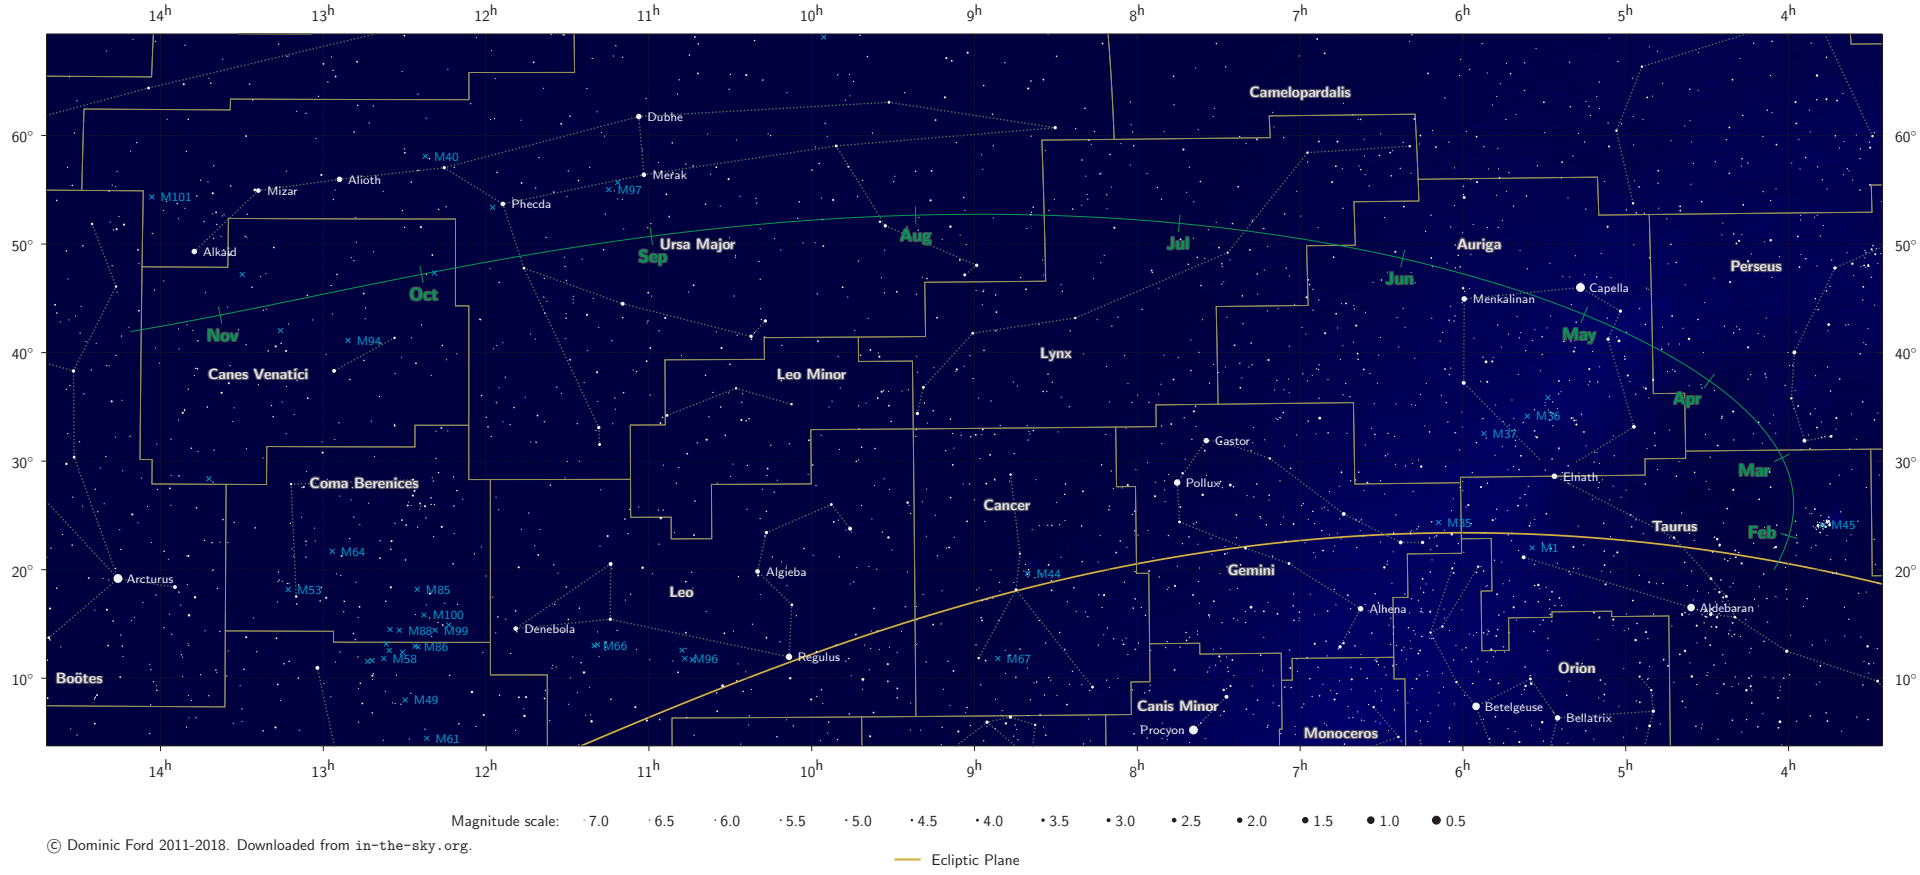 14h 13h 12h 11h 10h 9h 8h 7h 6h 5h 4h
Camelopardalis
Dubhe
60° 60°
M40
Merak
Alioth
Mizar M97
M101
Phecda
50° Alkaid Ursa Major Aug Jul Auriga 50°
Sep
Perseus
Jun
Capella
Oct Menkalinan
Nov May
M94
40° Lynx 40°
Canes Venatici Leo Minor
Apr
M36
M37
Castor
30° Mar 30°
Elnath
Coma Berenices Pollux
Cancer
M35 Taurus M45
Feb
M64 M1
20° Arcturus Algieba M44 Gemini 20°
M53 M85 Leo
Alhena Aldebaran
M100
M88 M99 Denebola
M86 M66
M58 M96 Regulus M67
Orion
10° Boötes 10°
M49 Canis Minor Betelgeuse
Bellatrix
M61 Procyon Monoceros
14h 13h 12h 11h 10h 9h 8h 7h 6h 5h 4h
Magnitude scale: 7.0 6.5 6.0 5.5 5.0 4.5 4.0 3.5 3.0 2.5 2.0 1.5 1.0 0.5
© Dominic Ford 2011-2018. Downloaded from in-the-sky.org.
Ecliptic Plane